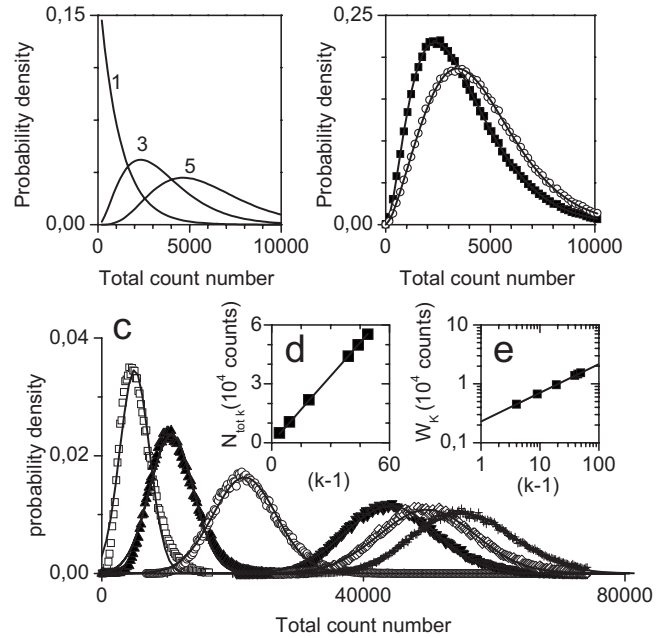 0,15
0,00
Probability density
1
3
5
0
5000
10000
Total count number
0,25
0,00
Probability density
0
5000
10000
Total count number
c
0,04
0,02
0,00
probability density
0
40000
80000
Total count number
d
6
3
0
N_tot k (10^4 counts)
0
60
(k-1)
e
10
1
0,1
W_K (10^4 counts)
1
10
100
(k-1)